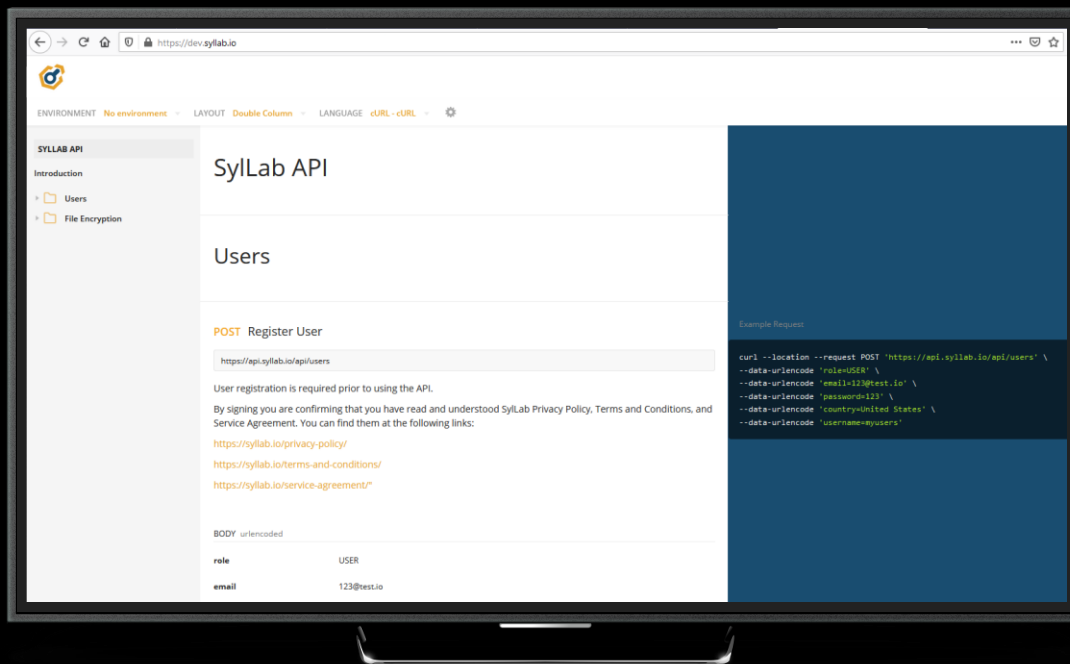 https://dev.syllab.io
ENVIRONMENT No environment LAYOUT Double Column LANGUAGE cURL - cURL
SYLLAB API
Introduction
Users
File Encryption
SylLab API
Users
POST Register User
https://api.syllab.io/api/users
User registration is required prior to using the API.
By signing you are confirming that you have read and understood SylLab Privacy Policy, Terms and Conditions, and
Service Agreement. You can find them at the following links:
https://syllab.io/privacy-policy/
https://syllab.io/terms-and-conditions/
https://syllab.io/service-agreement/"
BODY urlencoded
role USER
email 123@test.io
Example Request
curl --location --request POST 'https://api.syllab.io/api/users' \
--data-urlencode 'role=USER' \
--data-urlencode 'email=123@test.io' \
--data-urlencode 'password=123' \
--data-urlencode 'country=United States' \
--data-urlencode 'username=myusers'